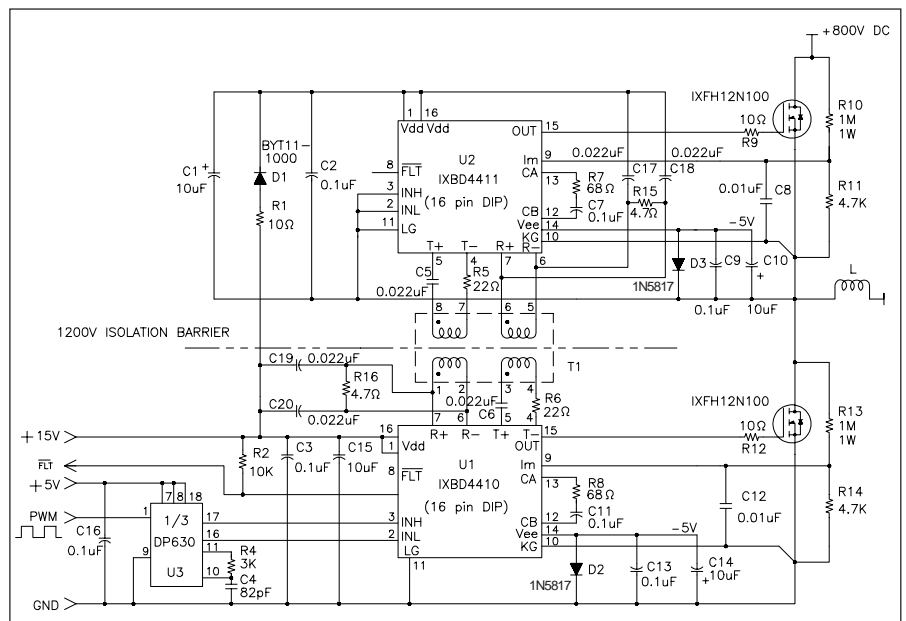 +800V DC
IXFH12N100
10Ω
R9
R10
1M
1W
1 16
Vdd Vdd
OUT 15
BYT11-
1000
D1
C1 +
10uF
C2
0.1uF
8 FLT
U2
IXBD4411
(16 pin DIP)
Im 9
0.022uF 0.022uF
CA 13
R7
68Ω
C17 C18
C7
0.1uF
R15
4.7Ω
0.01uF
C8
R11
4.7K
3 INH
2 INL
11 LG
R1
10Ω
CB 12
Vee 14
KG 10
-5V
T+ T- R+ R-
5 4 7 6
C5
0.022uF
R5
22Ω
D3
1N5817
C9
0.1uF
C10
+
10uF
L
8 7 6 5
1200V ISOLATION BARRIER
T1
C19 0.022uF
R16
4.7Ω
C20
0.022uF
1 2 3 4
0.022uF
C6
R6
22Ω
7 6 5 4
IXFH12N100
10Ω
R12
R13
1M
1W
+15V
16
1
Vdd
R+ R- T+ T-
OUT 15
R2
10K
C3
0.1uF
C15
10uF
FLT
8 FLT
U1
IXBD4410
(16 pin DIP)
Im 9
CA 13
R8
68Ω
C11
0.1uF
C12
0.01uF
R14
4.7K
+5V
7 8 18
PWM
1
1/3
DP630
U3
17
16
11
10
9
C16
0.1uF
3 INH
2 INL
LG
11
CB 12
Vee 14
KG 10
-5V
R4
3K
C4
82pF
D2
1N5817
C13
0.1uF
C14
+10uF
GND